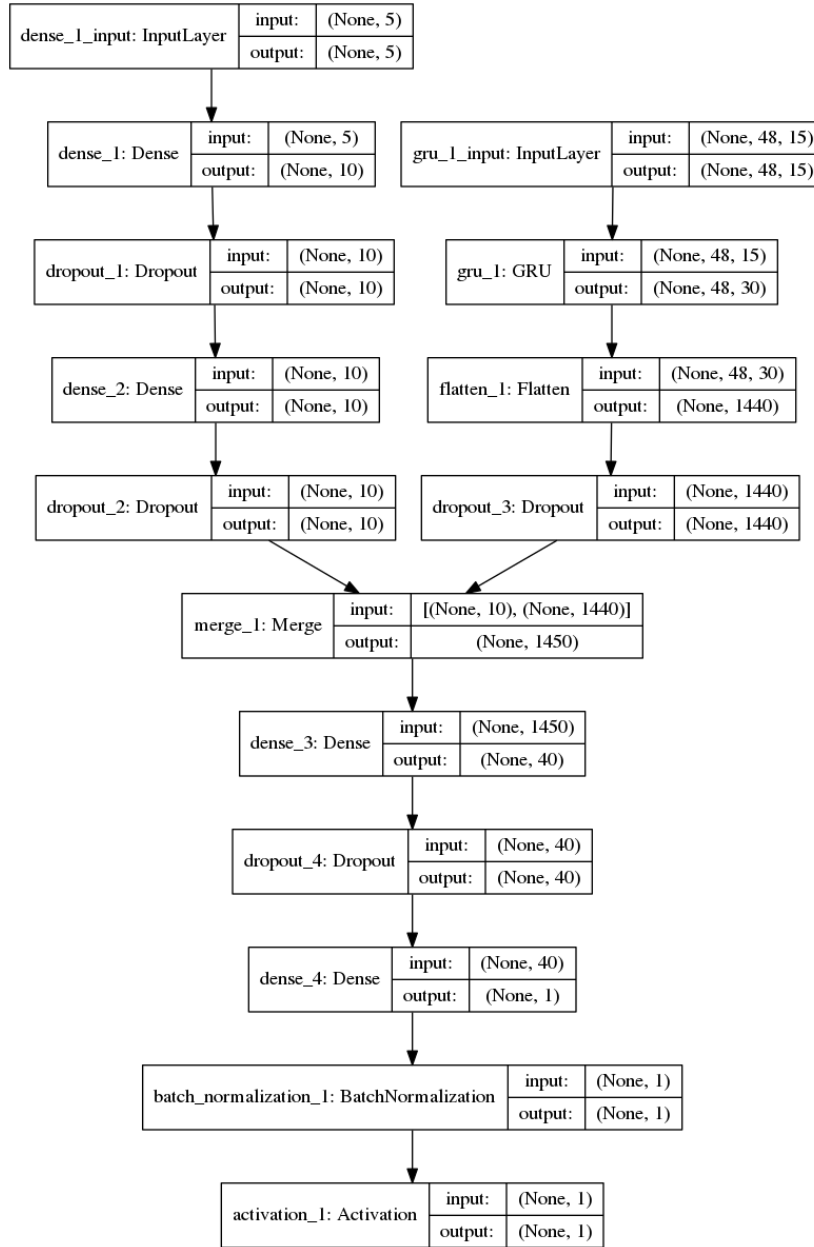 dense_1_input: InputLayer
input: (None, 5)
output: (None, 5)
dense_1: Dense
input: (None, 5)
output: (None, 10)
gru_1_input: InputLayer
input: (None, 48, 15)
output: (None, 48, 15)
dropout_1: Dropout
input: (None, 10)
output: (None, 10)
gru_1: GRU
input: (None, 48, 15)
output: (None, 48, 30)
dense_2: Dense
input: (None, 10)
output: (None, 10)
flatten_1: Flatten
input: (None, 48, 30)
output: (None, 1440)
dropout_2: Dropout
input: (None, 10)
output: (None, 10)
dropout_3: Dropout
input: (None, 1440)
output: (None, 1440)
merge_1: Merge
input: [(None, 10), (None, 1440)]
output: (None, 1450)
dense_3: Dense
input: (None, 1450)
output: (None, 40)
dropout_4: Dropout
input: (None, 40)
output: (None, 40)
dense_4: Dense
input: (None, 40)
output: (None, 1)
batch_normalization_1: BatchNormalization
input: (None, 1)
output: (None, 1)
activation_1: Activation
input: (None, 1)
output: (None, 1)